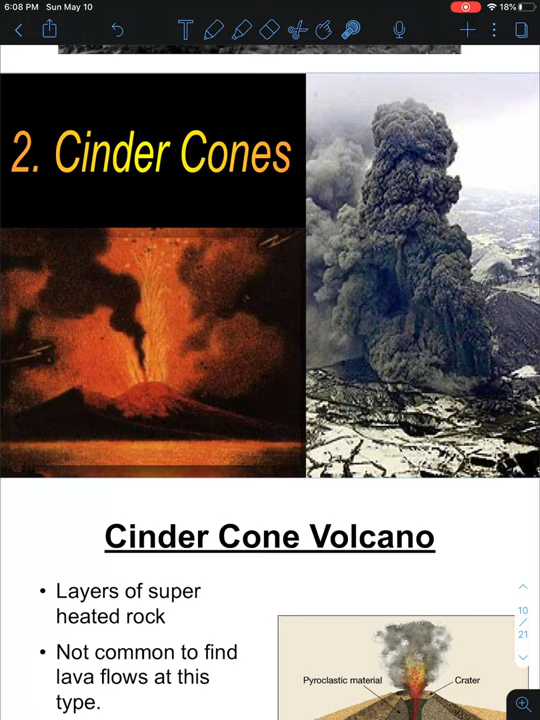 6:08 PM Sun May 10
18%
2. Cinder Cones
Cinder Cone Volcano
• Layers of super
heated rock
• Not common to find
lava flows at this
type.
Pyroclastic material
Crater
10
/
21